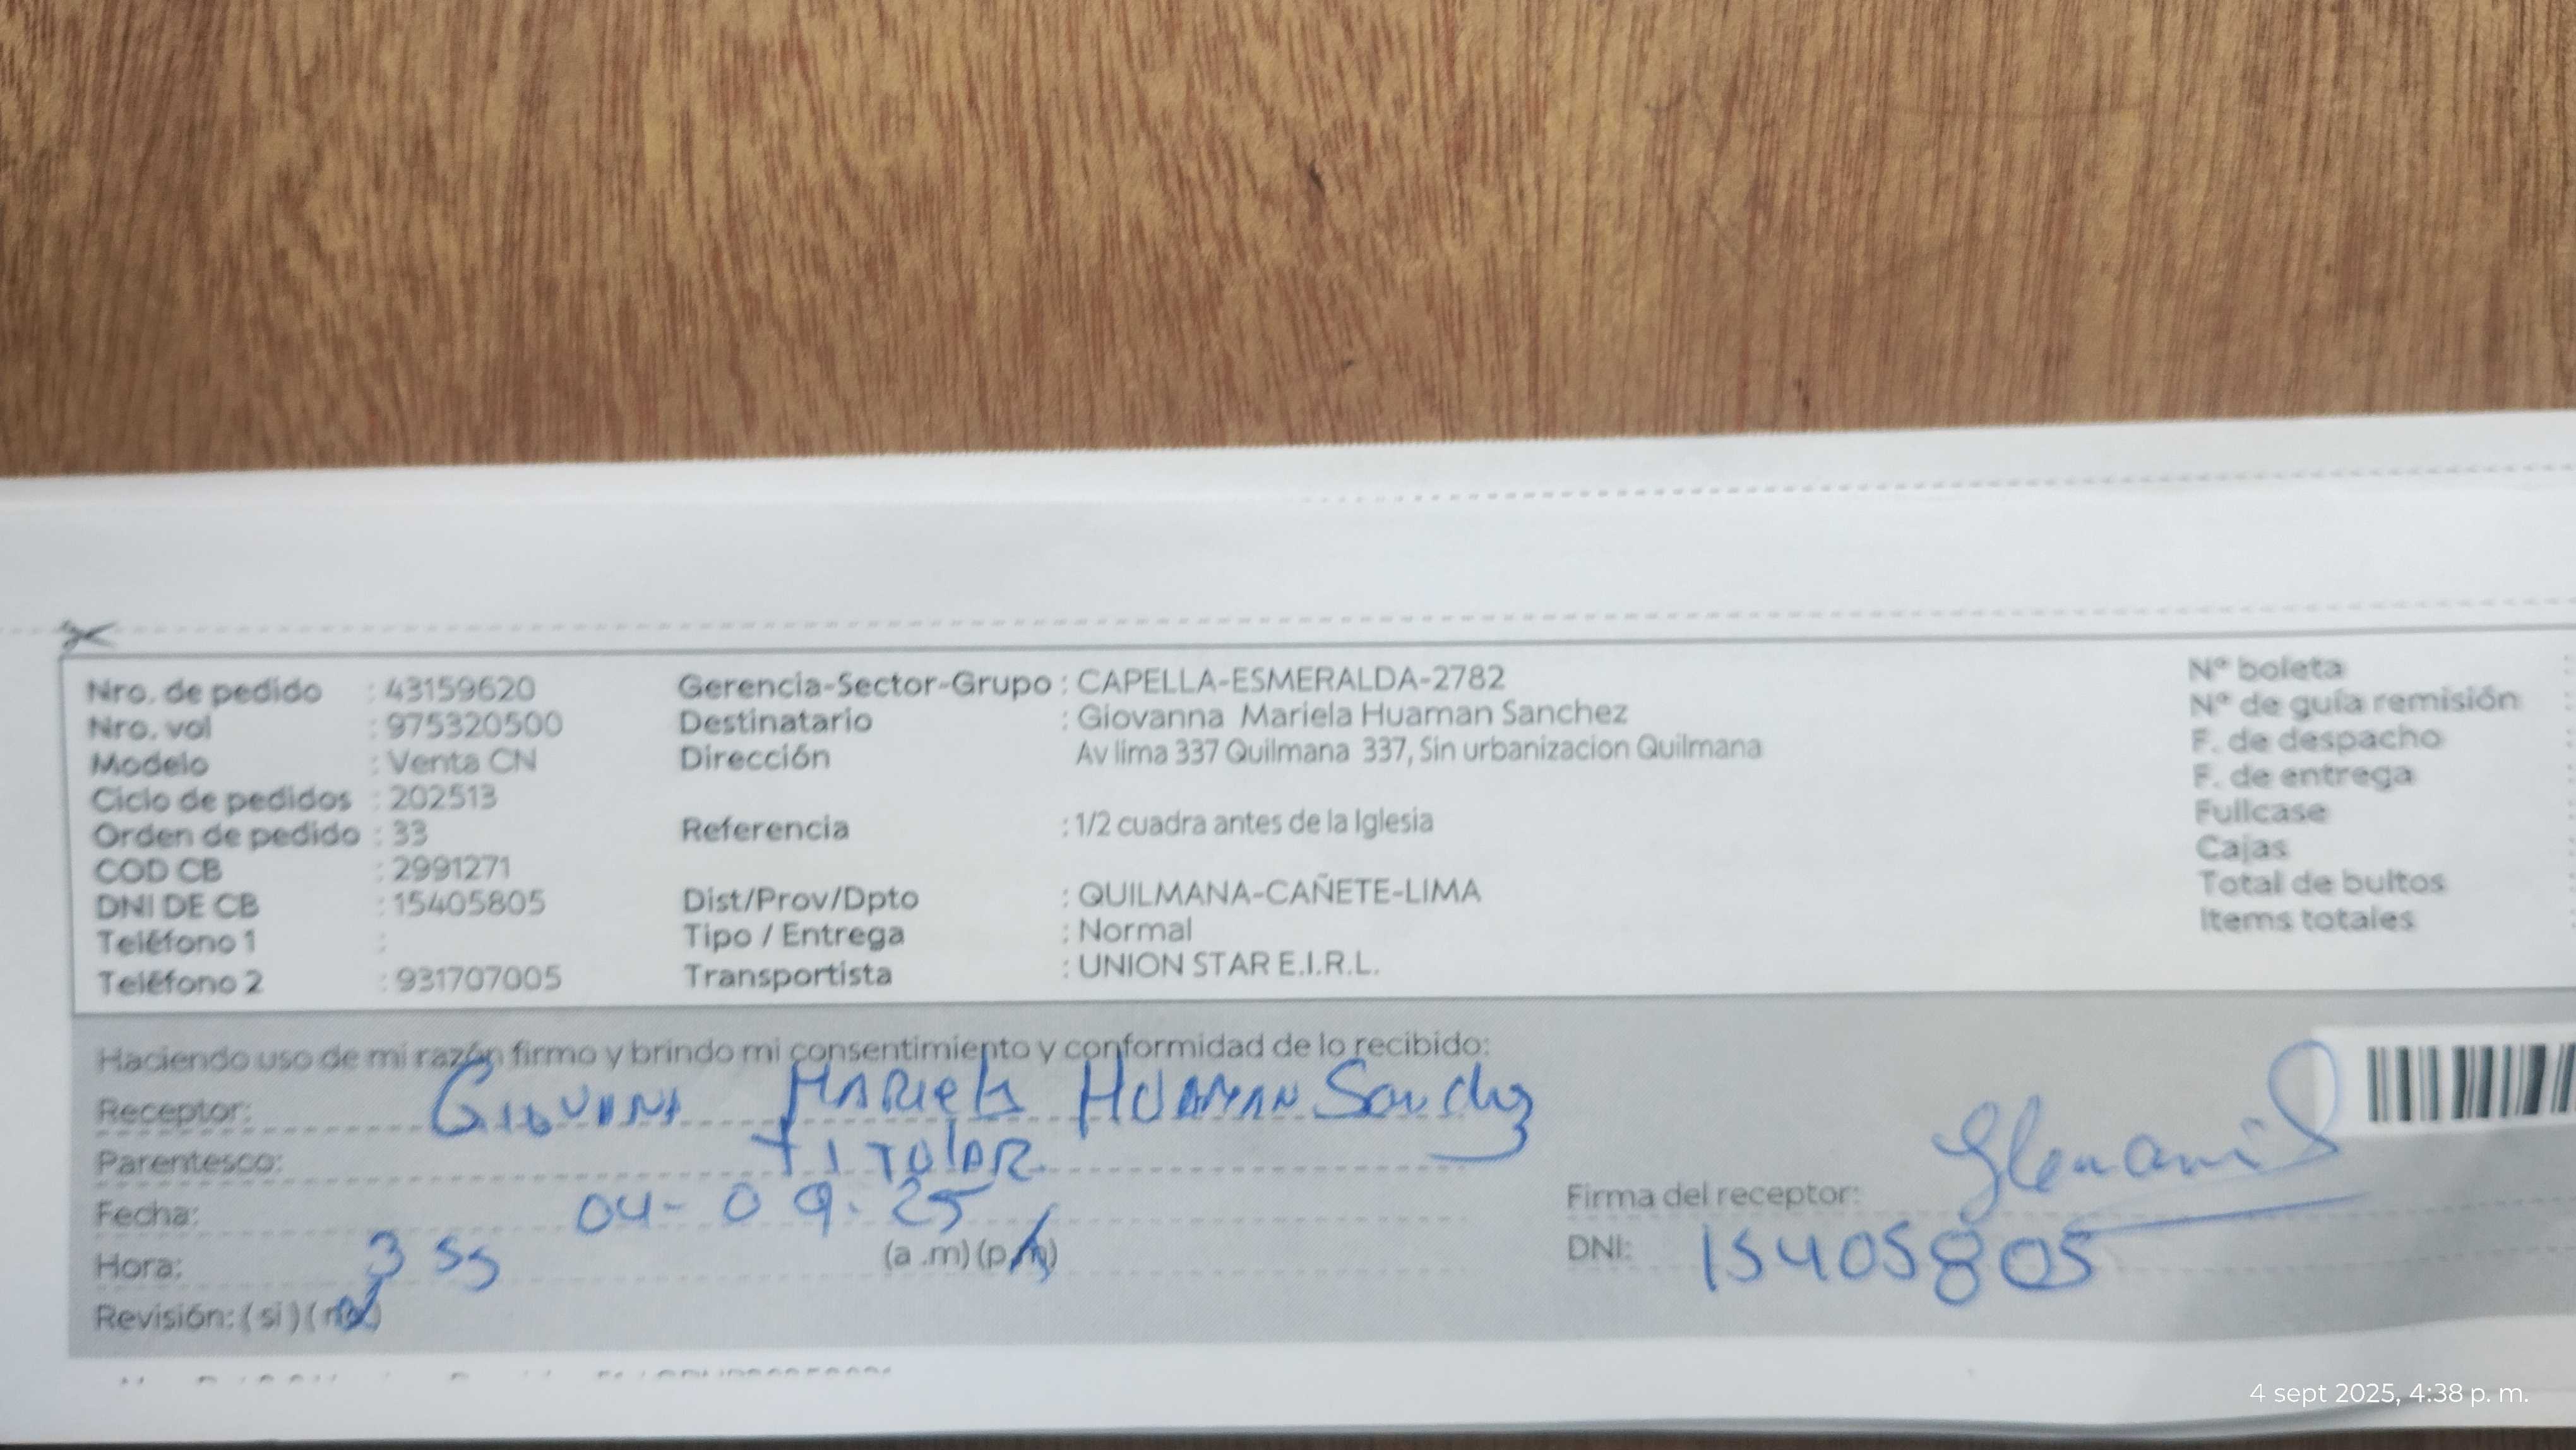 Nro. de pedido : 43159620
Nro. vol : 975320500
Modelo : Venta CN
Ciclo de pedidos : 202513
Orden de pedido : 33
COD CB : 2991271
DNI DE CB : 15405805
Teléfono 1 :
Teléfono 2 : 931707005
Gerencia-Sector-Grupo : CAPELLA-ESMERALDA-2782
Destinatario : Giovanna Mariela Huaman Sanchez
Dirección Av lima 337 Quilmana 337, Sin urbanizacion Quilmana
Referencia : 1/2 cuadra antes de la Iglesia
Dist/Prov/Dpto : QUILMANA-CAÑETE-LIMA
Tipo / Entrega : Normal
Transportista : UNION STAR E.I.R.L.
N° boleta
N° de guía remisión
F. de despacho
F. de entrega
Fullcase
Cajas
Total de bultos
Items totales
Haciendo uso de mi razón firmo y brindo mi consentimiento y conformidad de lo recibido:
Receptor: Mariela Huaman
Parentesco: titular
Fecha: 04-09.25
Hora: 3 55 (a .m) (p.m)
Revisión: ( si ) ( no )
Firma del receptor:
DNI: 15405805
4 sept 2025, 4:38 p. m.